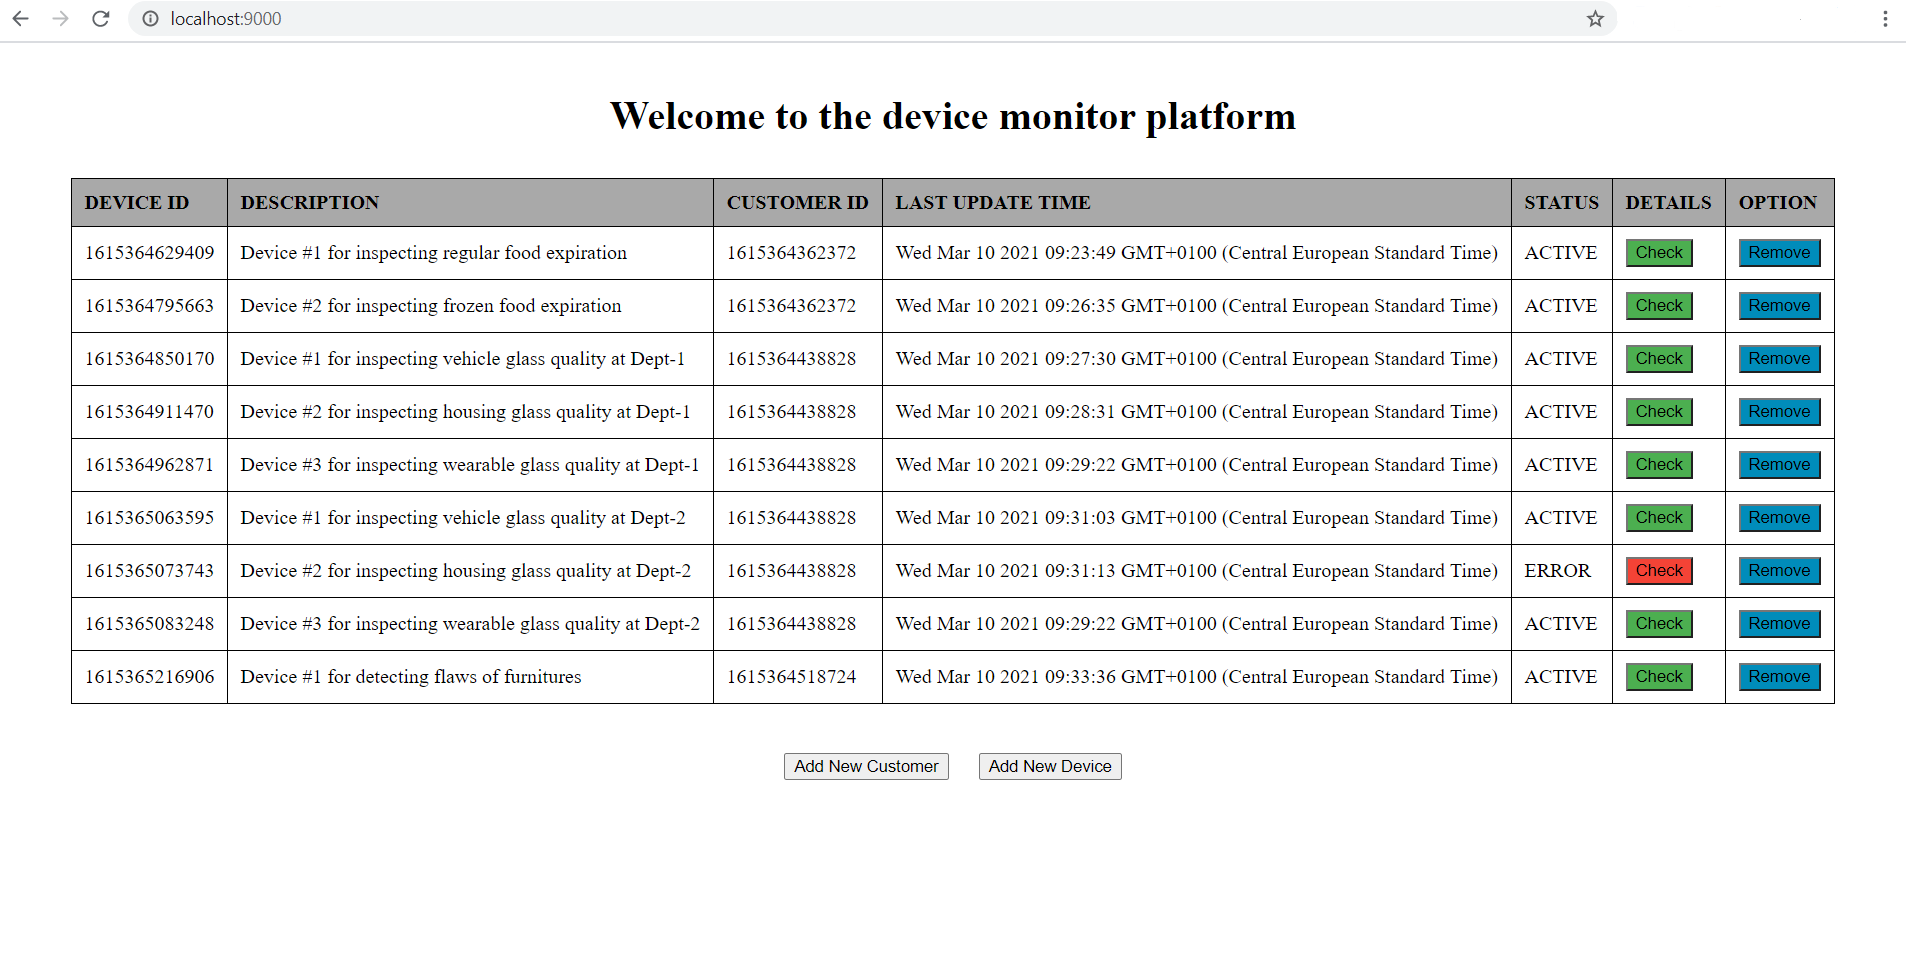 localhost:9000
Welcome to the device monitor platform
DEVICE ID DESCRIPTION CUSTOMER ID LAST UPDATE TIME STATUS DETAILS OPTION
1615364629409 Device #1 for inspecting regular food expiration 1615364362372 Wed Mar 10 2021 09:23:49 GMT+0100 (Central European Standard Time) ACTIVE Check Remove
1615364795663 Device #2 for inspecting frozen food expiration 1615364362372 Wed Mar 10 2021 09:26:35 GMT+0100 (Central European Standard Time) ACTIVE Check Remove
1615364850170 Device #1 for inspecting vehicle glass quality at Dept-1 1615364438828 Wed Mar 10 2021 09:27:30 GMT+0100 (Central European Standard Time) ACTIVE Check Remove
1615364911470 Device #2 for inspecting housing glass quality at Dept-1 1615364438828 Wed Mar 10 2021 09:28:31 GMT+0100 (Central European Standard Time) ACTIVE Check Remove
1615364962871 Device #3 for inspecting wearable glass quality at Dept-1 1615364438828 Wed Mar 10 2021 09:29:22 GMT+0100 (Central European Standard Time) ACTIVE Check Remove
1615365063595 Device #1 for inspecting vehicle glass quality at Dept-2 1615364438828 Wed Mar 10 2021 09:31:03 GMT+0100 (Central European Standard Time) ACTIVE Check Remove
1615365073743 Device #2 for inspecting housing glass quality at Dept-2 1615364438828 Wed Mar 10 2021 09:31:13 GMT+0100 (Central European Standard Time) ERROR Check Remove
1615365083248 Device #3 for inspecting wearable glass quality at Dept-2 1615364438828 Wed Mar 10 2021 09:29:22 GMT+0100 (Central European Standard Time) ACTIVE Check Remove
1615365216906 Device #1 for detecting flaws of furnitures 1615364518724 Wed Mar 10 2021 09:33:36 GMT+0100 (Central European Standard Time) ACTIVE Check Remove
Add New Customer Add New Device